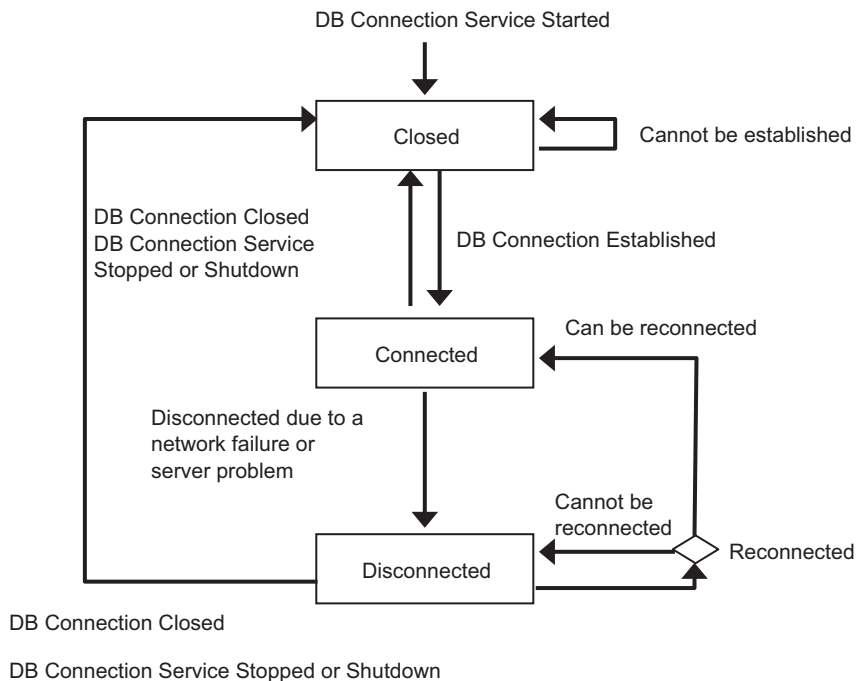 DB Connection Service Started
Closed
Cannot be established
DB Connection Closed
DB Connection Service
Stopped or Shutdown
DB Connection Established
Can be reconnected
Connected
Disconnected due to a
network failure or
server problem
Cannot be
reconnected
Reconnected
Disconnected
DB Connection Closed
DB Connection Service Stopped or Shutdown